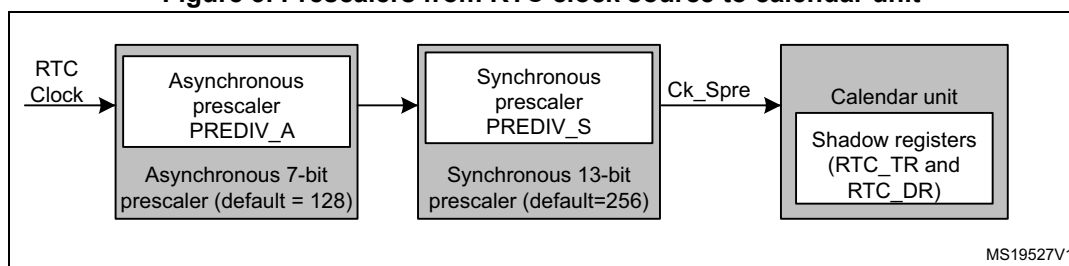 Figure 3. Prescalers from RTC clock source to calendar unit
RTC
Clock
Asynchronous
prescaler
PREDIV_A
Asynchronous 7-bit
prescaler (default = 128)
Synchronous
prescaler
PREDIV_S
Synchronous 13-bit
prescaler (default=256)
Ck_Spre
Calendar unit
Shadow registers
(RTC_TR and
RTC_DR)
MS19527V1